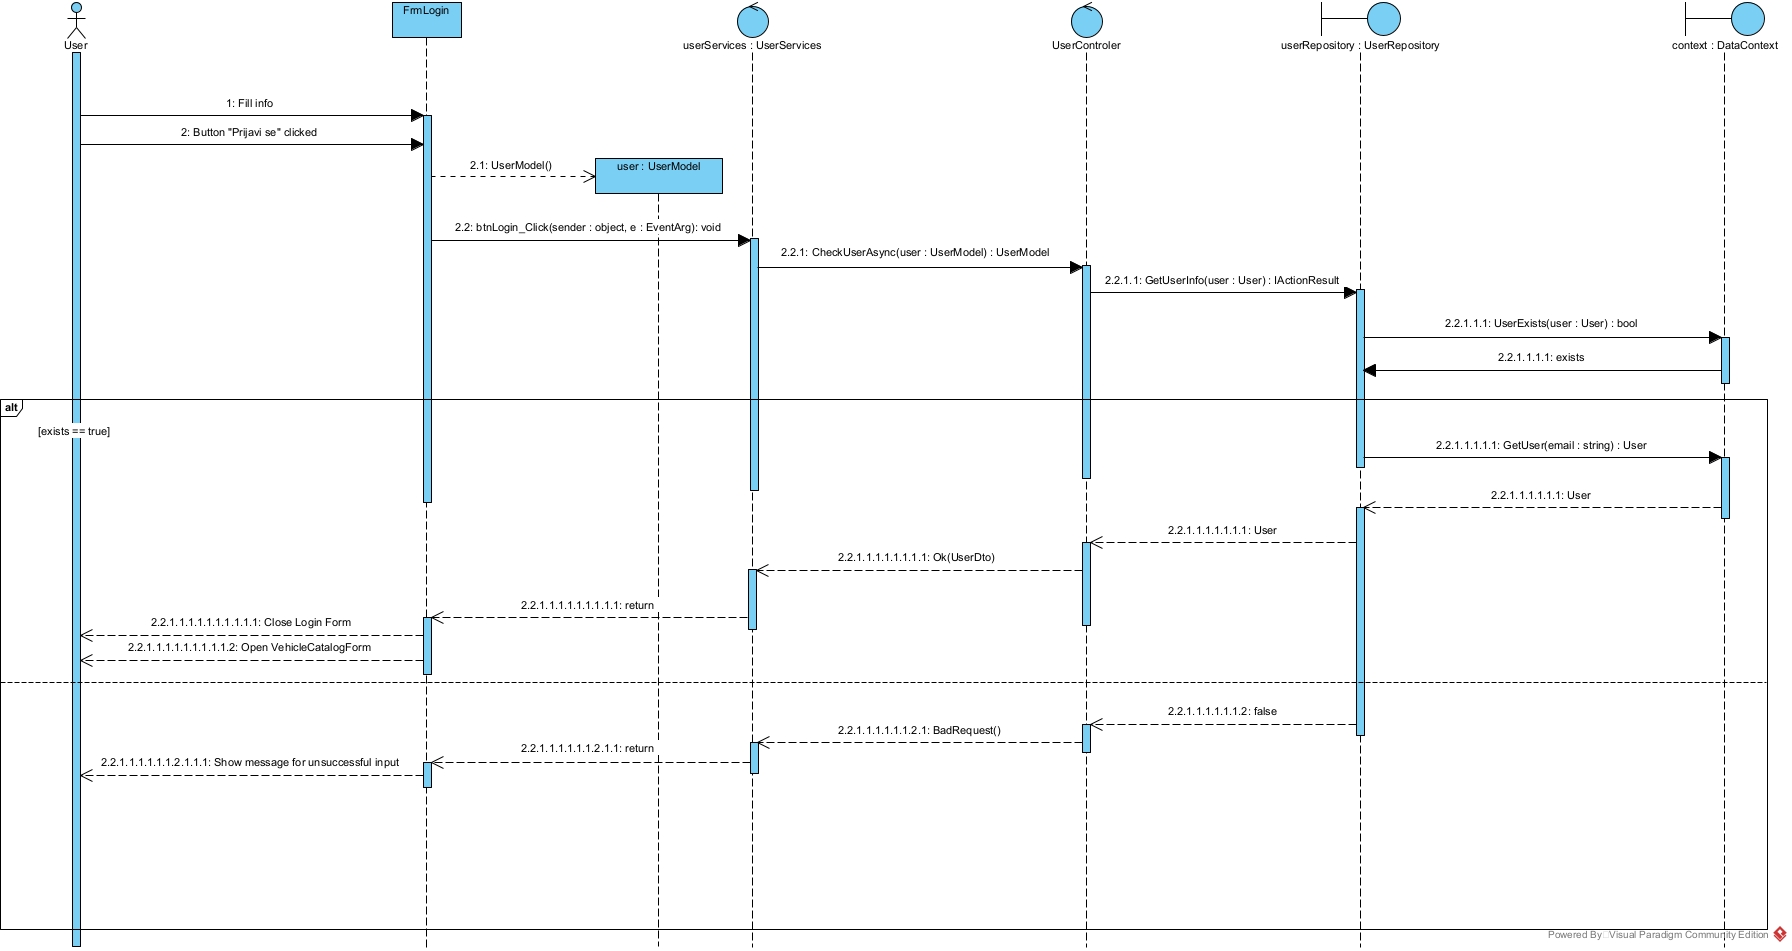 User
FrmLogin
userServices : UserServices
UserControler
userRepository : UserRepository
context : DataContext
1: Fill info
2: Button "Prijavi se" clicked
2.1: UserModel()
user : UserModel
2.2: btnLogin_Click(sender : object, e : EventArg): void
2.2.1: CheckUserAsync(user : UserModel) : UserModel
2.2.1.1: GetUserInfo(user : User) : IActionResult
2.2.1.1.1: UserExists(user : User) : bool
2.2.1.1.1.1: exists
alt
[exists == true]
2.2.1.1.1.1.1: GetUser(email : string) : User
2.2.1.1.1.1.1.1: User
2.2.1.1.1.1.1.1.1: User
2.2.1.1.1.1.1.1.1.1: Ok(UserDto)
2.2.1.1.1.1.1.1.1.1.1: return
2.2.1.1.1.1.1.1.1.1.1.1: Close Login Form
2.2.1.1.1.1.1.1.1.1.1.2: Open VehicleCatalogForm
2.2.1.1.1.1.1.1.2: false
2.2.1.1.1.1.1.1.2.1: BadRequest()
2.2.1.1.1.1.1.1.2.1.1: return
2.2.1.1.1.1.1.1.2.1.1.1: Show message for unsuccessful input
Powered By Visual Paradigm Community Edition